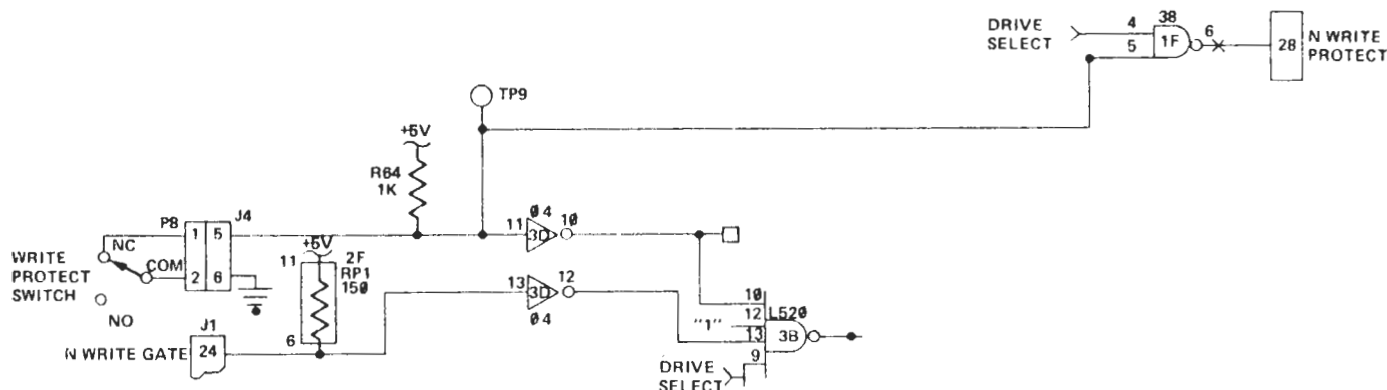 DRIVE
SELECT
4
5
38
1F
6
28
N WRITE
PROTECT
TP9
+5V
R64
1K
P8
J4
1
5
2
6
NC
COM
WRITE
PROTECT
SWITCH
NO
+5V
11
2F
RP1
150
6
11
04
3D
10
13
3D
12
04
J1
N WRITE GATE
24
10
12
"1"
13
9
LS20
3B
DRIVE
SELECT